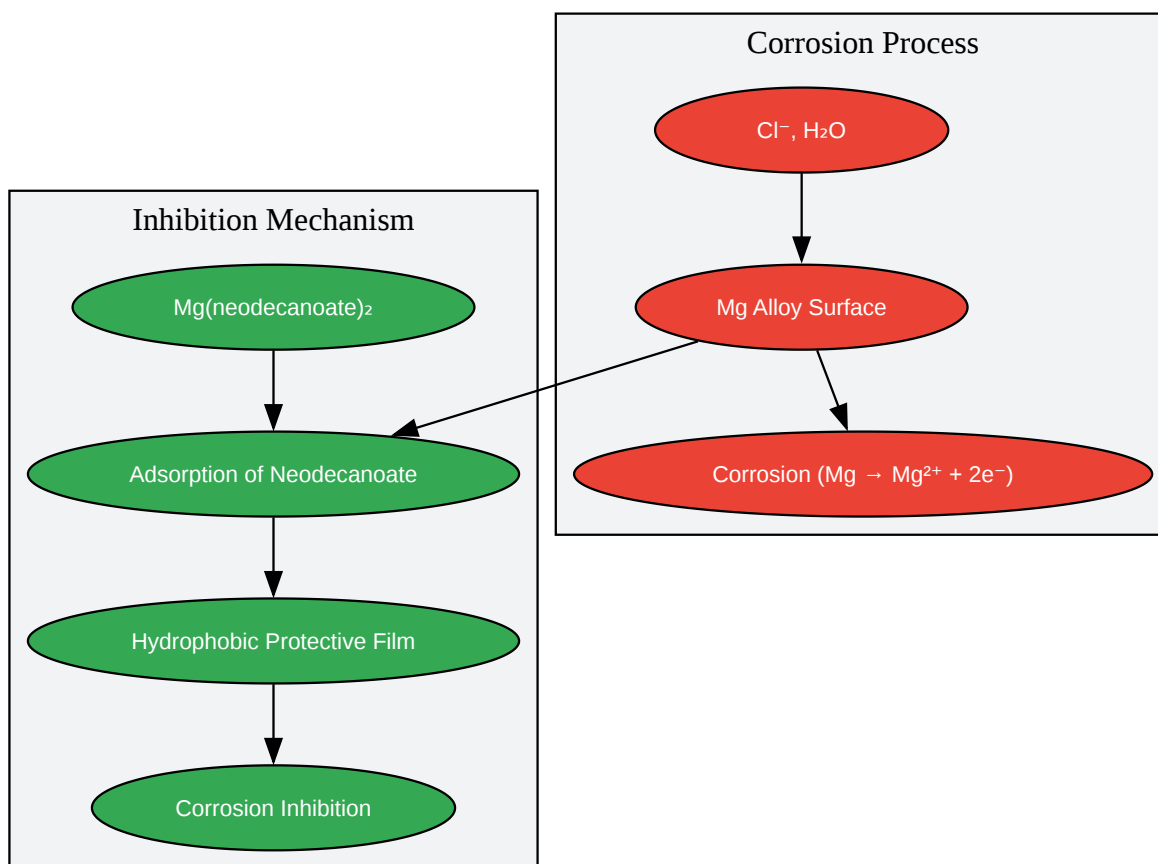 Corrosion Process
Cl⁻, H₂O
Mg Alloy Surface
Corrosion (Mg → Mg²⁺ + 2e⁻)
Inhibition Mechanism
Mg(neodecanoate)₂
Adsorption of Neodecanoate
Hydrophobic Protective Film
Corrosion Inhibition